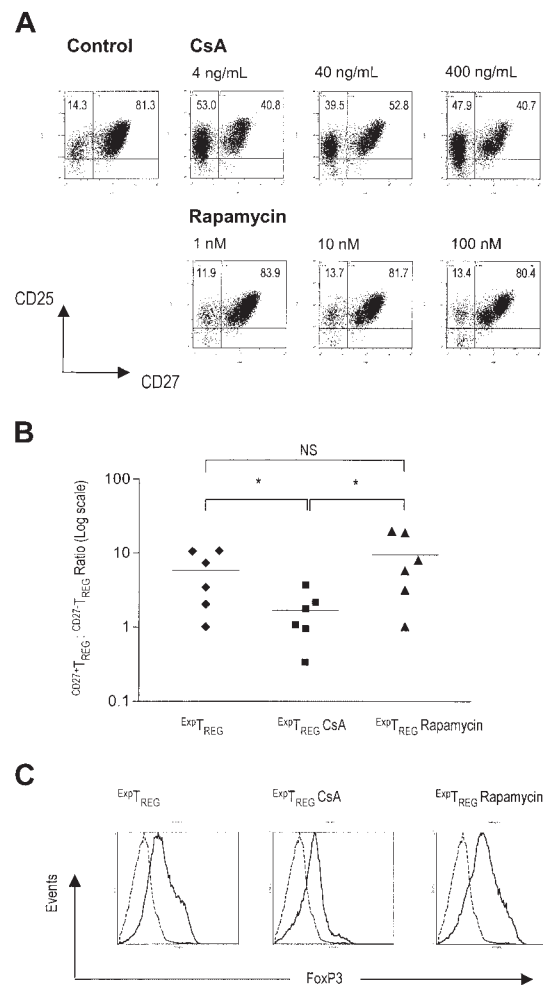 A
Control CsA
4 ng/mL 40 ng/mL 400 ng/mL
14.3 81.3 53.0 40.8 39.5 52.8 47.9 40.7
Rapamycin
1 nM 10 nM 100 nM
11.9 83.9 13.7 81.7 13.4 80.4
CD25
CD27
B
NS
* *
CD27+TREG : CD27-TREG Ratio (Log scale)
100
10
1
0.1
ExpTREG ExpTREG CsA ExpTREG Rapamycin
C
ExpTREG ExpTREG CsA ExpTREG Rapamycin
Events
FoxP3